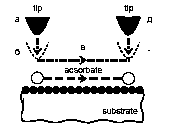 tip tip
а д
в
б г
adsorbate
substrate